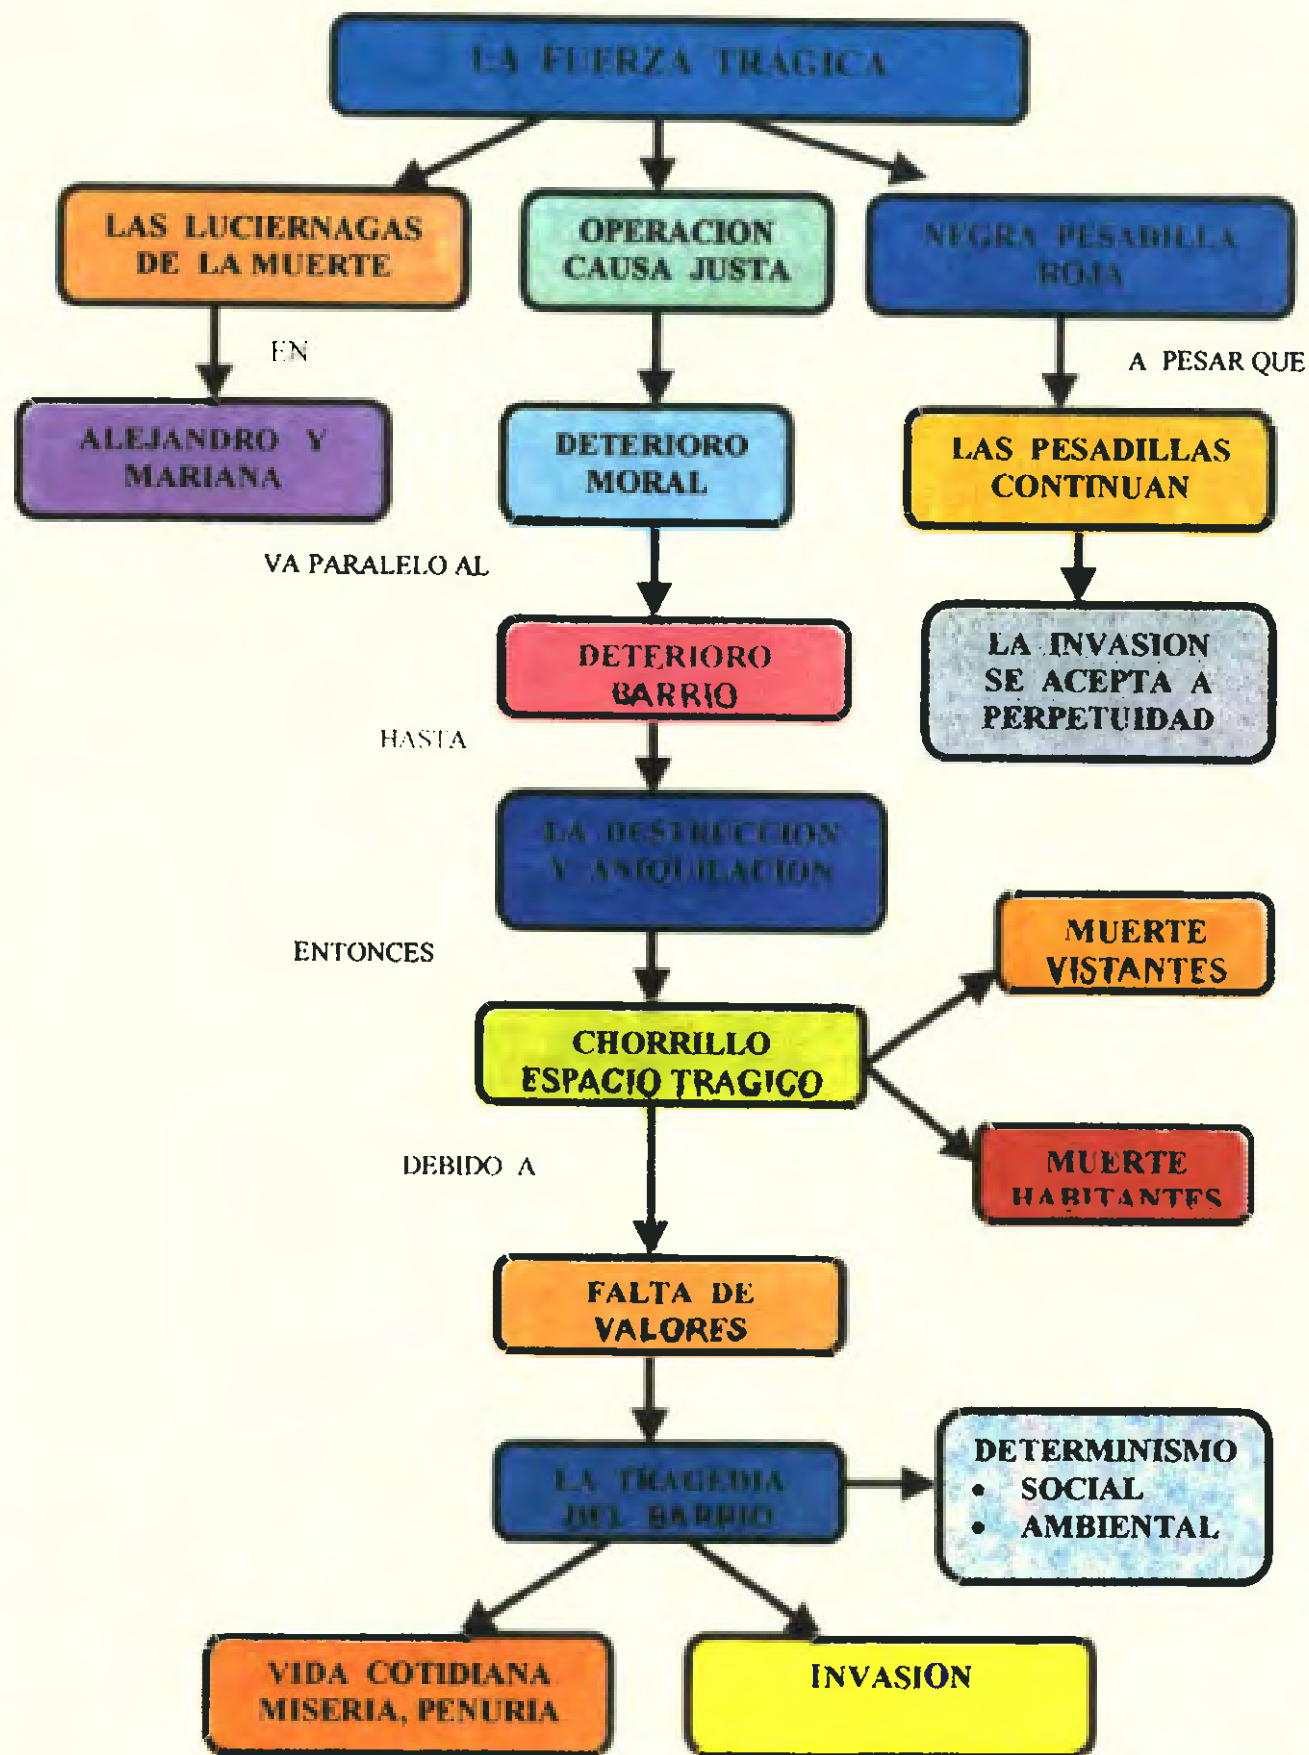 LA FUERZA TRAGICA
LAS LUCIERNAGAS
DE LA MUERTE
OPERACION
CAUSA JUSTA
NEGRA PESADILLA
ROJA
EN
A PESAR QUE
ALEJANDRO Y
MARIANA
DETERIORO
MORAL
LAS PESADILLAS
CONTINUAN
VA PARALELO AL
DETERIORO
BARRIO
LA INVASION
SE ACEPTA A
PERPETUIDAD
HASTA
LA DESTRUCCION
Y ANIQUILACION
ENTONCES
MUERTE
VISTANTES
CHORRILLO
ESPACIO TRAGICO
DEBIDO A
MUERTE
HABITANTES
FALTA DE
VALORES
LA TRAGEDIA
DEL BARRIO
DETERMINISMO
• SOCIAL
• AMBIENTAL
VIDA COTIDIANA
MISERIA, PENURIA
INVASION